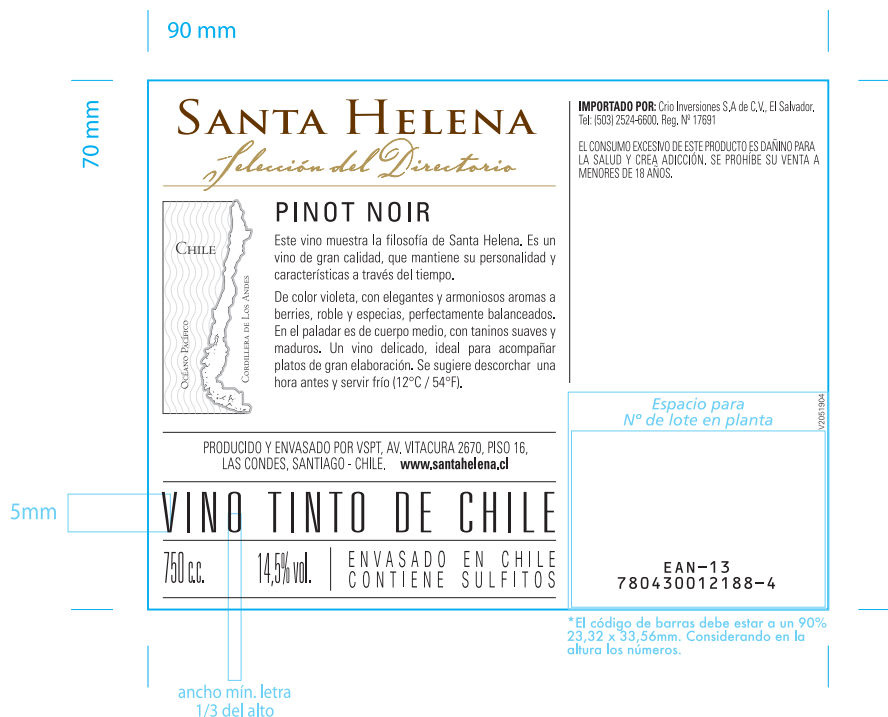 90 mm
70 mm
SANTA HELENA
Selección del Directorio
CHILE
OCÉANO PACÍFICO
CORDILLERA DE LOS ANDES
PINOT NOIR
Este vino muestra la filosofía de Santa Helena. Es un
vino de gran calidad, que mantiene su personalidad y
características a través del tiempo.
De color violeta, con elegantes y armoniosos aromas a
berries, roble y especias, perfectamente balanceados.
En el paladar es de cuerpo medio, con taninos suaves y
maduros. Un vino delicado, ideal para acompañar
platos de gran elaboración. Se sugiere descorchar una
hora antes y servir frío (12°C / 54°F).
PRODUCIDO Y ENVASADO POR VSPT, AV. VITACURA 2670, PISO 16,
LAS CONDES, SANTIAGO - CHILE. www.santahelena.cl
5mm
VINO TINTO DE CHILE
750 c.c.
14,5% vol.
ENVASADO EN CHILE
CONTIENE SULFITOS
ancho mín. letra
1/3 del alto
IMPORTADO POR: Crio Inversiones S.A de C.V., El Salvador.
Tel: (503) 2524-6600. Reg. Nº 17691
EL CONSUMO EXCESIVO DE ESTE PRODUCTO ES DAÑINO PARA
LA SALUD Y CREA ADICCIÓN. SE PROHÍBE SU VENTA A
MENORES DE 18 AÑOS.
Espacio para
Nº de lote en planta
V2051904
EAN-13
780430012188-4
*El código de barras debe estar a un 90%
23,32 x 33,56mm. Considerando en la
altura los números.